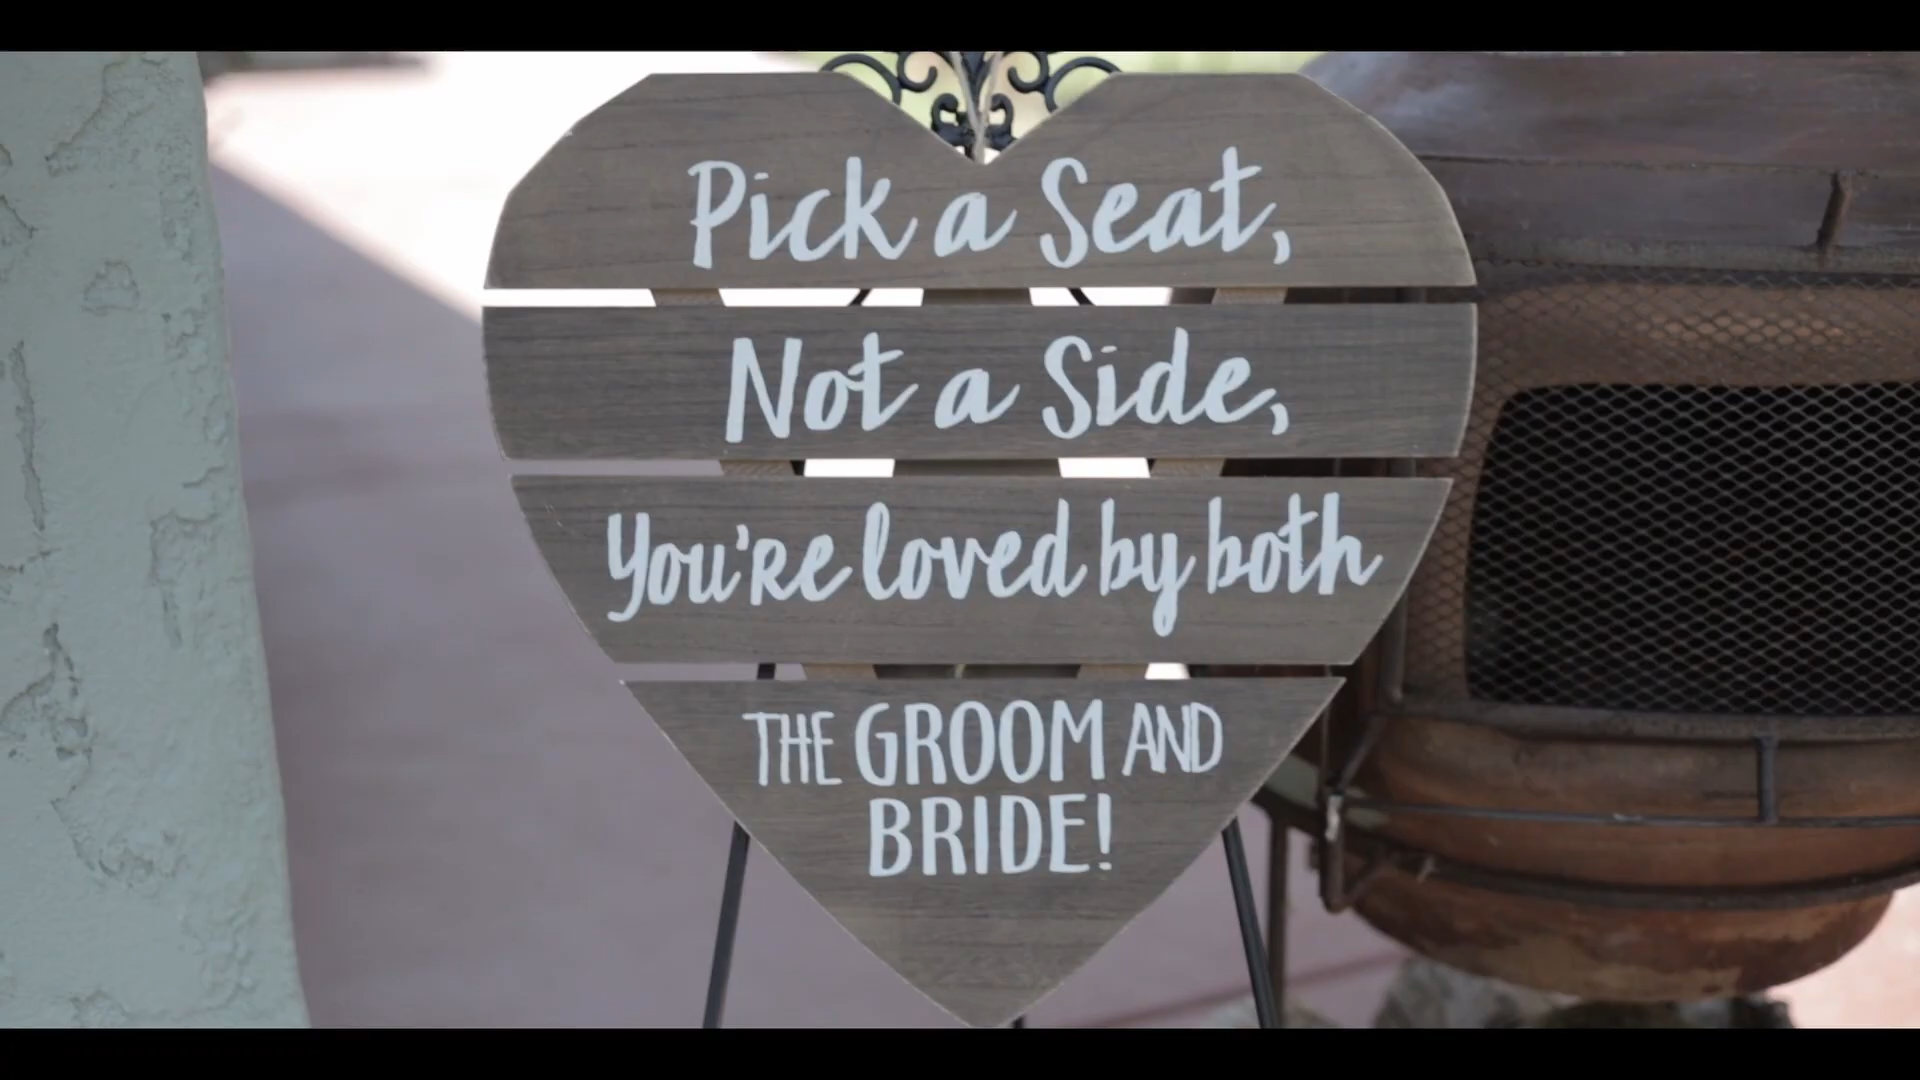 Pick a Seat,
Not a Side,
You're loved by both
THE GROOM AND
BRIDE!